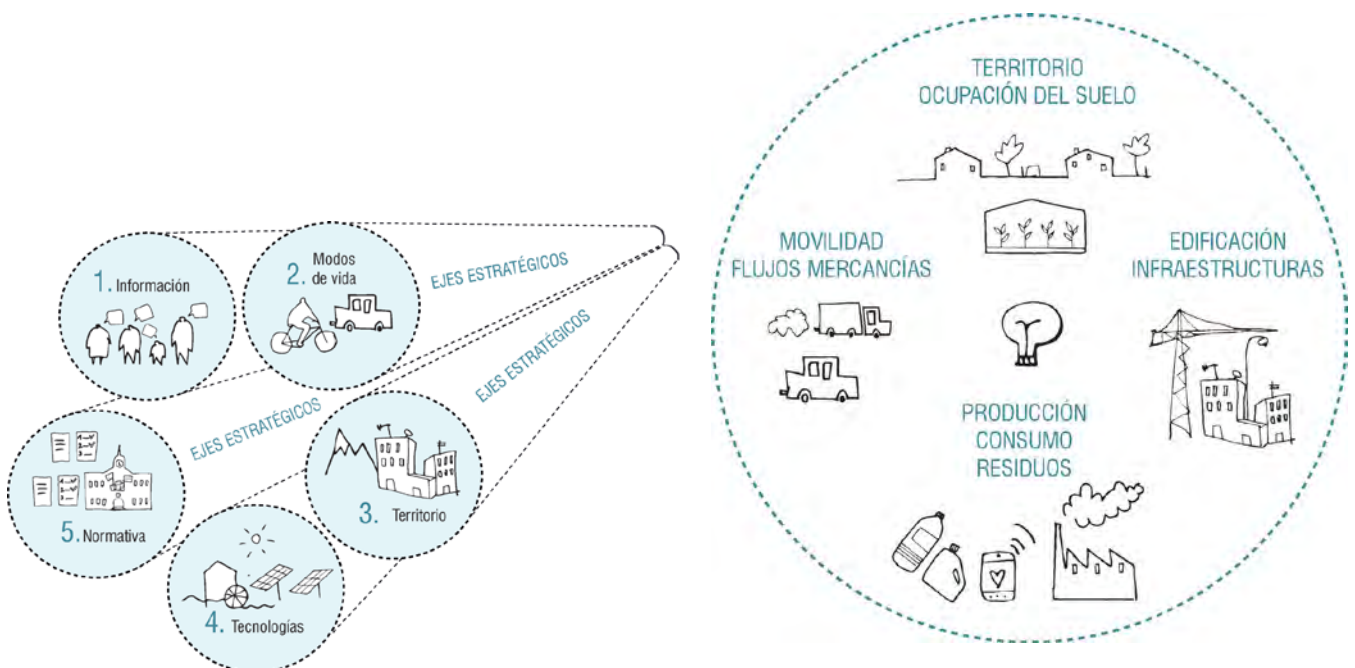 1. Información
2. Modos
de vida
EJES ESTRATÉGICOS
EJES ESTRATÉGICOS
EJES ESTRATÉGICOS
3. Territorio
4. Tecnologías
5. Normativa
TERRITORIO
OCUPACIÓN DEL SUELO
MOVILIDAD
FLUJOS MERCANCÍAS
EDIFICACIÓN
INFRAESTRUCTURAS
PRODUCCIÓN
CONSUMO
RESIDUOS